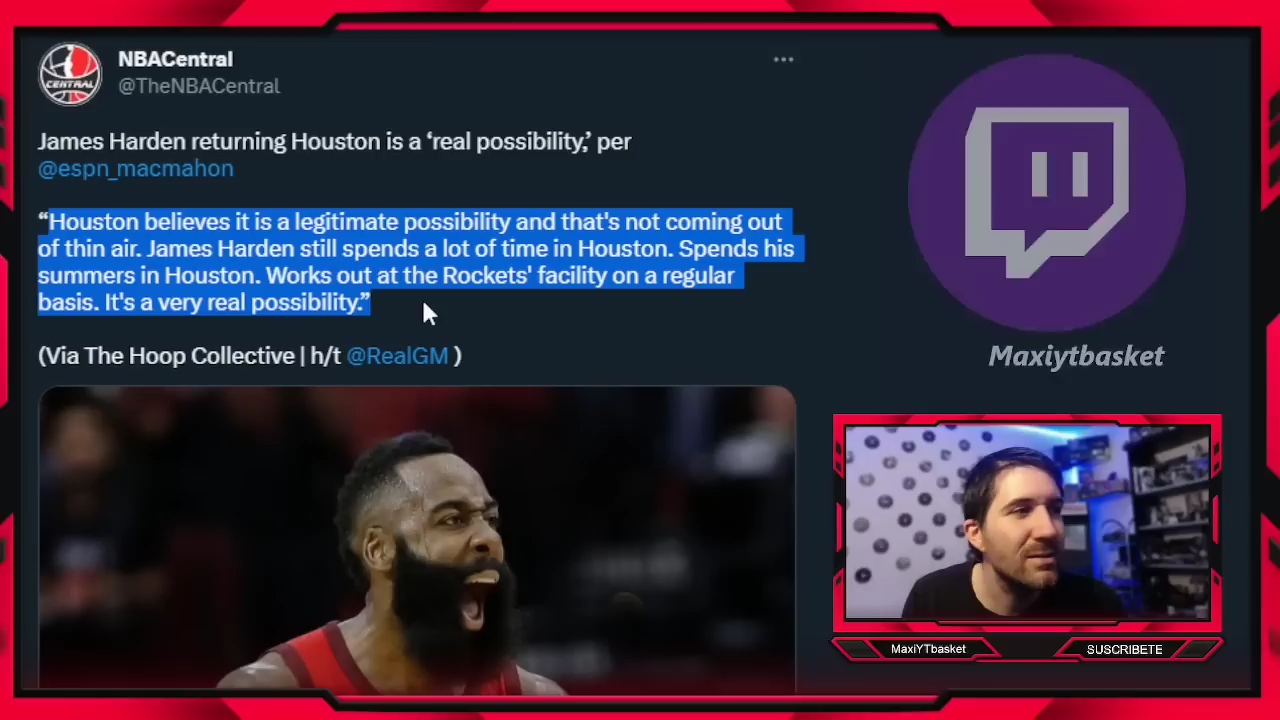 NBACentral
@TheNBACentral
James Harden returning Houston is a ‘real possibility,’ per
@espn_macmahon
“Houston believes it is a legitimate possibility and that's not coming out
of thin air. James Harden still spends a lot of time in Houston. Spends his
summers in Houston. Works out at the Rockets' facility on a regular
basis. It's a very real possibility.”
(Via The Hoop Collective | h/t @RealGM )
CENTRAL
Maxiytbasket
MaxiYTbasket
SUSCRIBETE